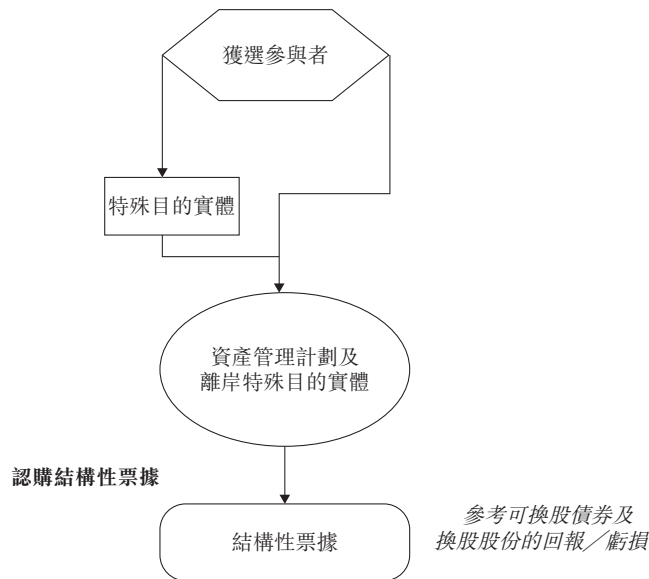 獲選參與者
特殊目的實體
資產管理計劃及
離岸特殊目的實體
認購結構性票據
結構性票據
參考可換股債券及
換股股份的回報／虧損